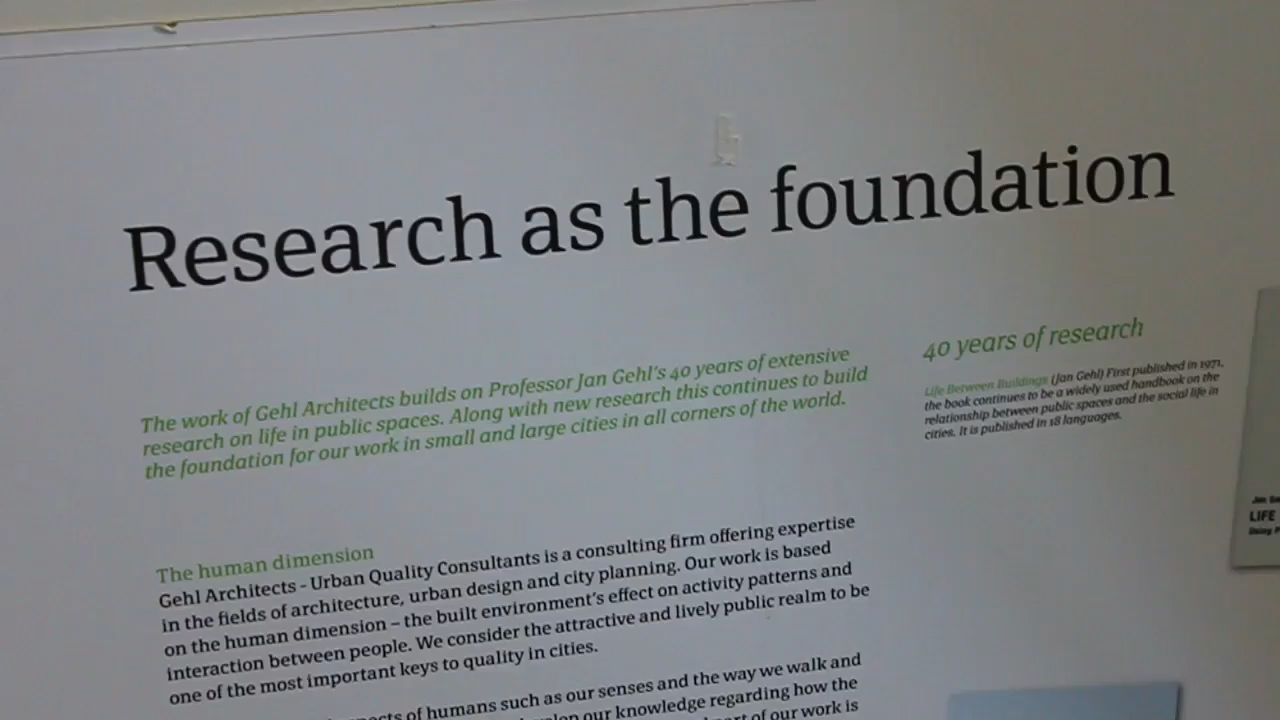 Research as the foundation
The work of Gehl Architects builds on Professor Jan Gehl's 40 years of extensive
research on life in public spaces. Along with new research this continues to build
the foundation for our work in small and large cities in all corners of the world.
40 years of research
Life Between Buildings (Jan Gehl) First published in 1971,
the book continues to be a widely used handbook on the
relationship between public spaces and the social life in
cities. It is published in 18 languages.
The human dimension
Gehl Architects - Urban Quality Consultants is a consulting firm offering expertise
in the fields of architecture, urban design and city planning. Our work is based
on the human dimension – the built environment's effect on activity patterns and
interaction between people. We consider the attractive and lively public realm to be
one of the most important keys to quality in cities.
of humans such as our senses and the way we walk and
our knowledge regarding how the
of our work is
Jan
LIFE
Using